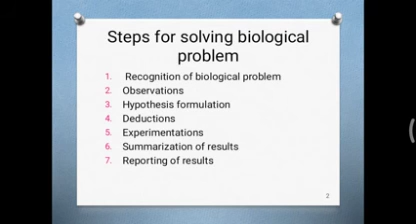 Steps for solving biological
problem
1. Recognition of biological problem
2. Observations
3. Hypothesis formulation
4. Deductions
5. Experimentations
6. Summarization of results
7. Reporting of results
2